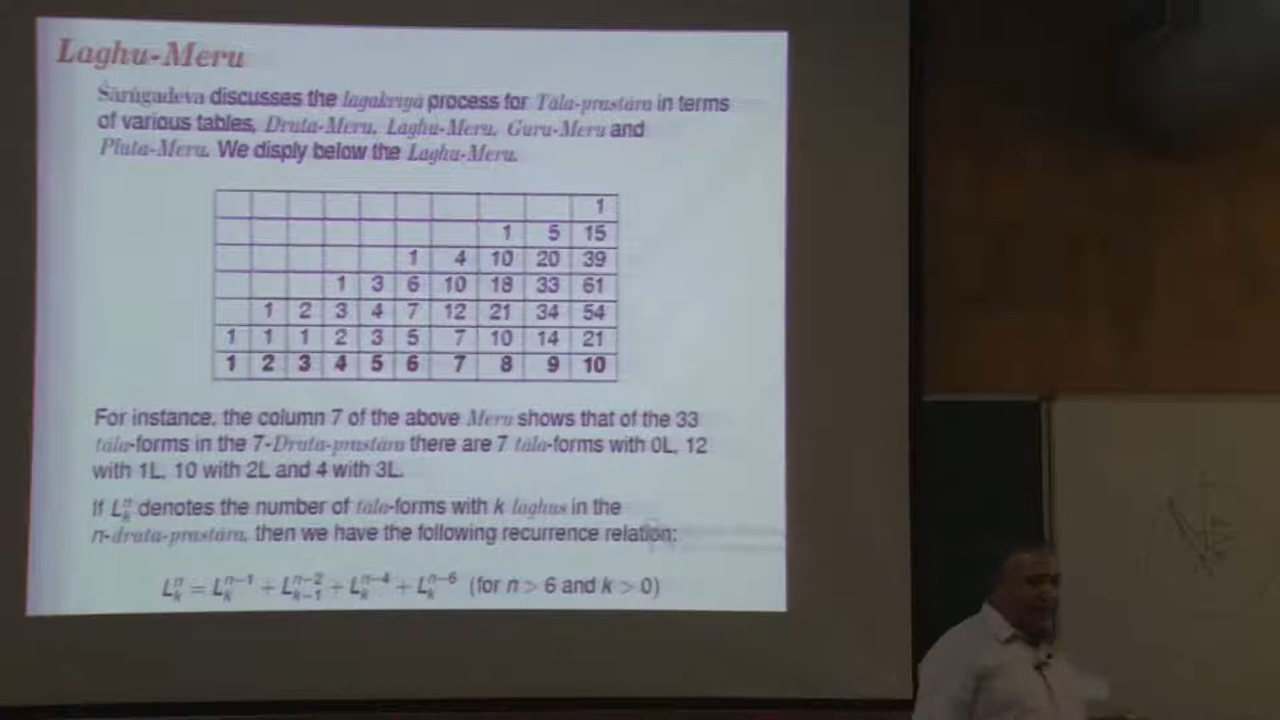 Laghu-Meru
Śārṅgadeva discusses the lagakriyā process for Tāla-prastāra in terms
of various tables, Druta-Meru, Laghu-Meru, Guru-Meru and
Pluta-Meru. We disply below the Laghu-Meru.
1
1 5 15
1 4 10 20 39
1 3 6 10 18 33 61
1 2 3 4 7 12 21 34 54
1 1 1 2 3 5 7 10 14 21
1 2 3 4 5 6 7 8 9 10
For instance, the column 7 of the above Meru shows that of the 33
tāla-forms in the 7-Druta-prastāra there are 7 tāla-forms with 0L, 12
with 1L, 10 with 2L and 4 with 3L.
If L^n_k denotes the number of tāla-forms with k laghus in the
n-druta-prastāra, then we have the following recurrence relation:
L^n_k = L^{n−1}_k + L^{n−2}_{k−1} + L^{n−4}_k + L^{n−6}_k (for n > 6 and k > 0)